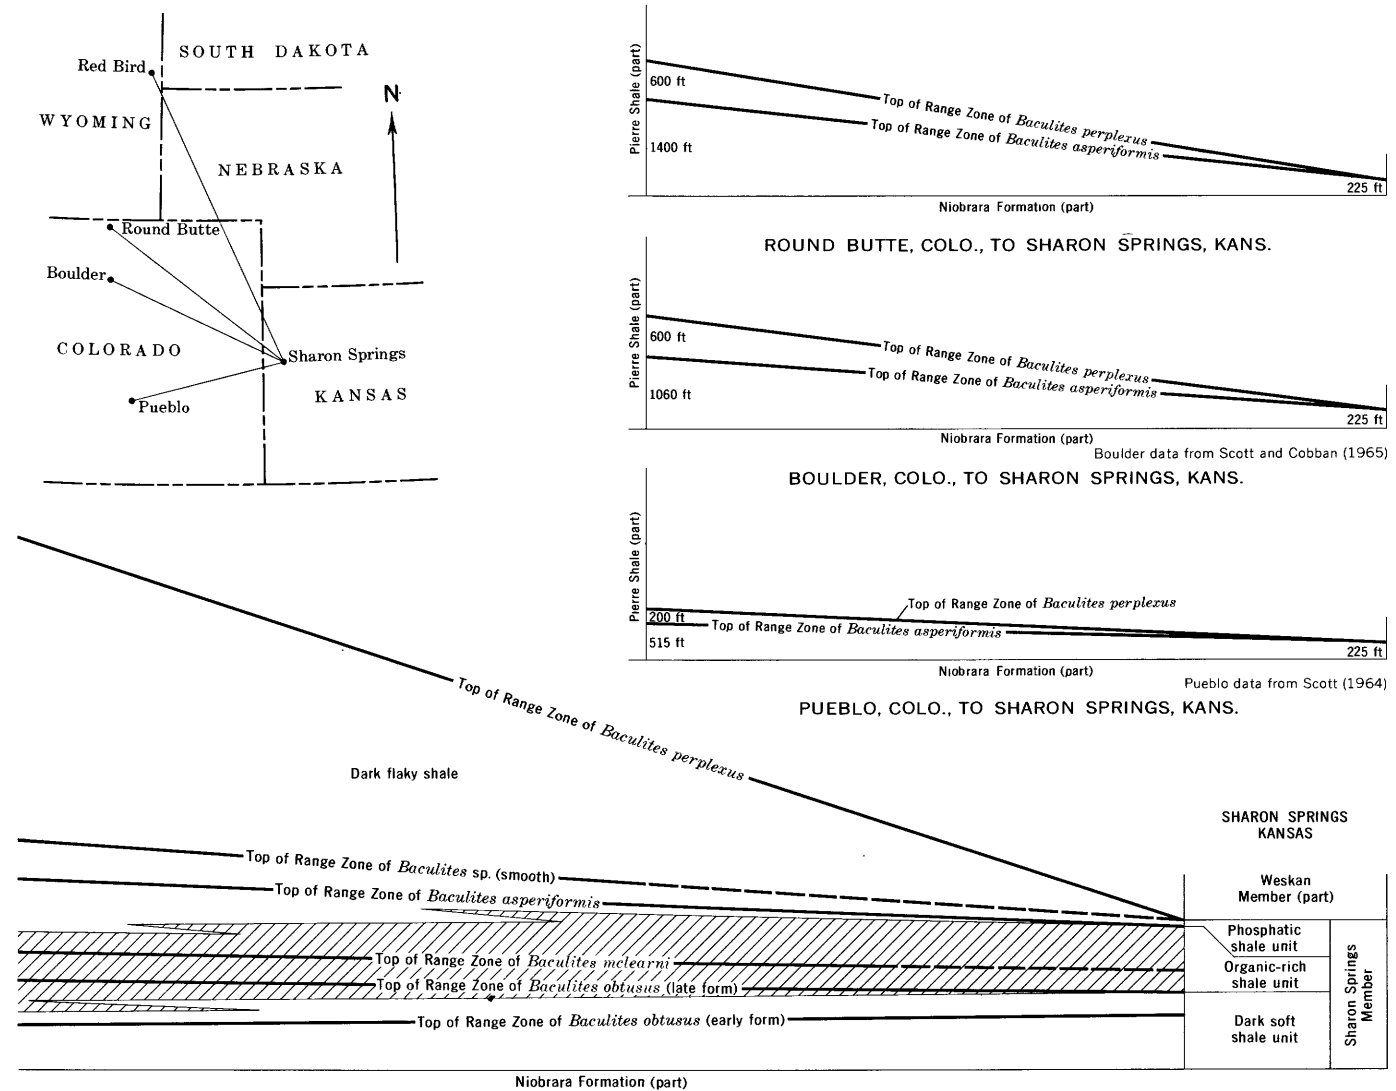 SOUTH DAKOTA
Red Bird
N
WYOMING
NEBRASKA
Round Butte
Boulder
COLORADO
Sharon Springs
KANSAS
Pueblo
Pierre Shale (part)
600 ft
1400 ft
Top of Range Zone of Baculites perplexus
Top of Range Zone of Baculites asperiformis
225 ft
Niobrara Formation (part)
ROUND BUTTE, COLO., TO SHARON SPRINGS, KANS.
Pierre Shale (part)
600 ft
1060 ft
Top of Range Zone of Baculites perplexus
Top of Range Zone of Baculites asperiformis
225 ft
Niobrara Formation (part)
Boulder data from Scott and Cobban (1965)
BOULDER, COLO., TO SHARON SPRINGS, KANS.
Pierre Shale (part)
Top of Range Zone of Baculites perplexus
200 ft
Top of Range Zone of Baculites asperiformis
515 ft
225 ft
Niobrara Formation (part)
Pueblo data from Scott (1964)
PUEBLO, COLO., TO SHARON SPRINGS, KANS.
Top of Range Zone of Baculites perplexus
Dark flaky shale
Top of Range Zone of Baculites sp. (smooth)
Top of Range Zone of Baculites asperiformis
Top of Range Zone of Baculites mclearni
Top of Range Zone of Baculites obtusus (late form)
Top of Range Zone of Baculites obtusus (early form)
Niobrara Formation (part)
SHARON SPRINGS
KANSAS
Weskan
Member (part)
Phosphatic
shale unit
Organic-rich
shale unit
Dark soft
shale unit
Sharon Springs
Member